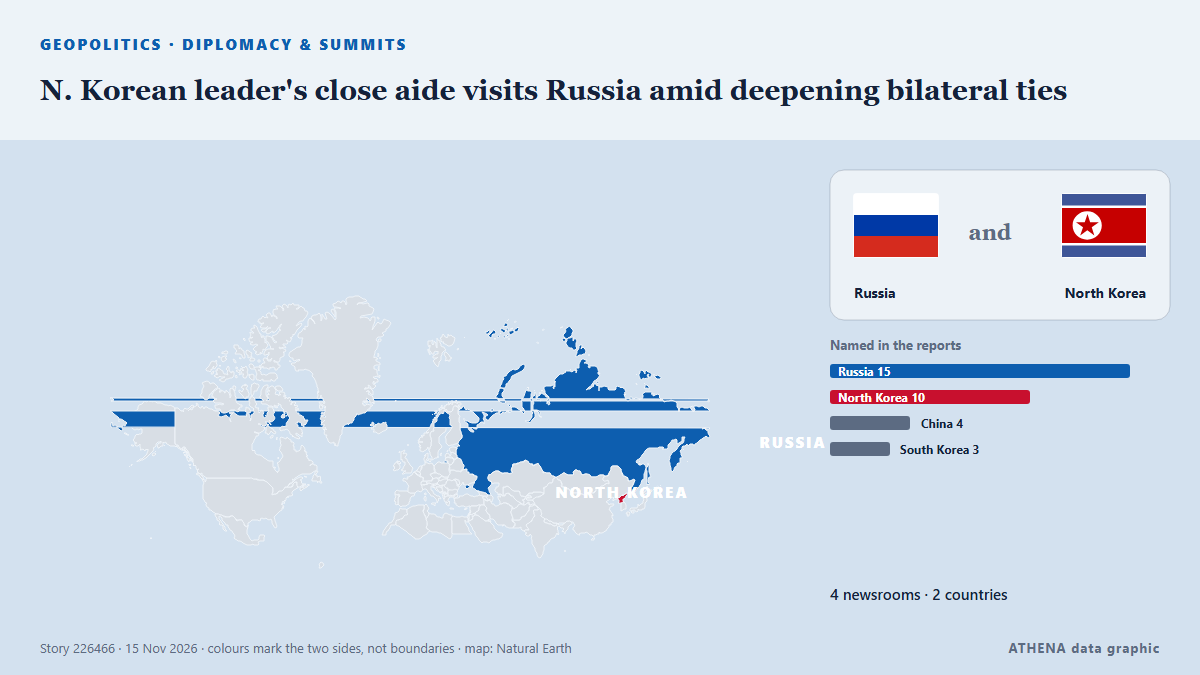 GEOPOLITICS · DIPLOMACY & SUMMITS
N. Korean leader's close aide visits Russia amid deepening bilateral ties
and
Russia
North Korea
Named in the reports
Russia 15
North Korea 10
China 4
South Korea 3
RUSSIA
NORTH KOREA
4 newsrooms · 2 countries
Story 226466 · 15 Nov 2026 · colours mark the two sides, not boundaries · map: Natural Earth
ATHENA data graphic